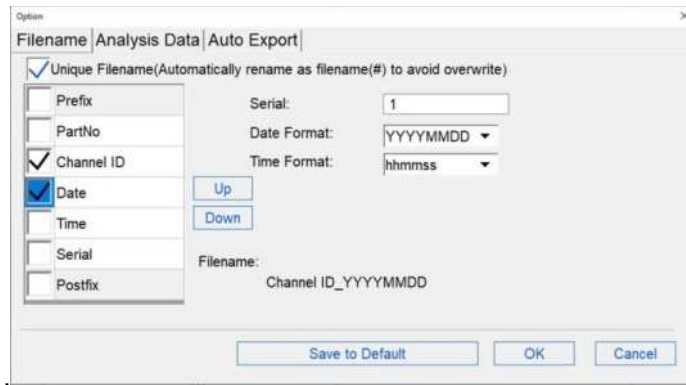 Option
Filename Analysis Data Auto Export
Unique Filename(Automatically rename as filename(#) to avoid overwrite)
Prefix
PartNo
Channel ID
Date
Time
Serial
Postfix
Serial: 1
Date Format: YYYYMMDD
Time Format: hhmmss
Up
Down
Filename:
Channel ID_YYYYMMDD
Save to Default OK Cancel